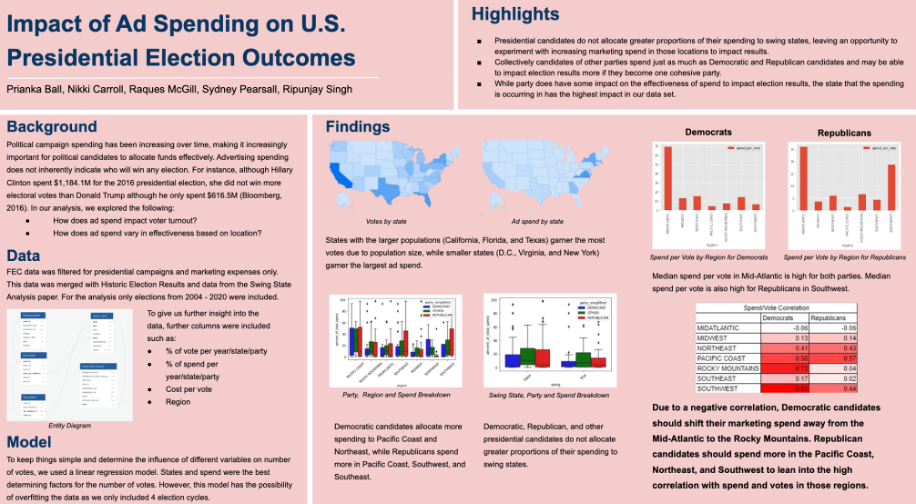 Impact of Ad Spending on U.S.
Presidential Election Outcomes
Prianka Ball, Nikki Carroll, Raques McGill, Sydney Pearsall, Ripunjay Singh
Highlights
Presidential candidates do not allocate greater proportions of their spending to swing states, leaving an opportunity to
experiment with increasing marketing spend in those locations to impact results.
Collectively candidates of other parties spend just as much as Democratic and Republican candidates and may be able
to impact election results more if they become one cohesive party.
While party does have some impact on the effectiveness of spend to impact election results, the state that the spending
is occurring in has the highest impact in our data set.
Background
Political campaign spending has been increasing over time, making it increasingly
important for political candidates to allocate funds effectively. Advertising spending
does not inherently indicate who will win any election. For instance, although Hillary
Clinton spent $1,184.1M for the 2016 presidential election, she did not win more
electoral votes than Donald Trump although he only spent $616.5M (Bloomberg,
2016). In our analysis, we explored the following:
● How does ad spend impact voter turnout?
● How does ad spend vary in effectiveness based on location?
Data
FEC data was filtered for presidential campaigns and marketing expenses only.
This data was merged with Historic Election Results and data from the Swing State
Analysis paper. For the analysis only elections from 2004 - 2020 were included.
To give us further insight into the
data, further columns were included
such as:
● % of vote per year/state/party
● % of spend per
year/state/party
● Cost per vote
● Region
Entity Diagram
Model
To keep things simple and determine the influence of different variables on number
of votes, we used a linear regression model. States and spend were the best
determining factors for the number of votes. However, this model has the possibility
of overfitting the data as we only included 4 election cycles.
Findings
Votes by state
Ad spend by state
States with the larger populations (California, Florida, and Texas) garner the most
votes due to population size, while smaller states (D.C., Virginia, and New York)
garner the largest ad spend.
party_simplified
DEMOCRAT
OTHER
REPUBLICAN
region
Party, Region and Spend Breakdown
party_simplified
DEMOCRAT
OTHER
REPUBLICAN
swing
Swing State, Party and Spend Breakdown
Democratic candidates allocate more
spending to Pacific Coast and
Northeast, while Republicans spend
more in Pacific Coast, Southwest, and
Southeast.
Democratic, Republican, and other
presidential candidates do not allocate
greater proportions of their spending to
swing states.
Democrats
Republicans
spend_per_vote
spend_per_vote
region
region
Spend per Vote by Region for Democrats
Spend per Vote by Region for Republicans
Median spend per vote in Mid-Atlantic is high for both parties. Median
spend per vote is also high for Republicans in Southwest.
Spend/Vote Correlation
Democrats Republicans
MIDATLANTIC -0.06 -0.06
MIDWEST 0.13 0.14
NORTHEAST 0.41 0.43
PACIFIC COAST 0.58 0.57
ROCKY MOUNTAINS 0.72 0.04
SOUTHEAST 0.17 0.02
SOUTHWEST 0.44
Due to a negative correlation, Democratic candidates
should shift their marketing spend away from the
Mid-Atlantic to the Rocky Mountains. Republican
candidates should spend more in the Pacific Coast,
Northeast, and Southwest to lean into the high
correlation with spend and votes in those regions.